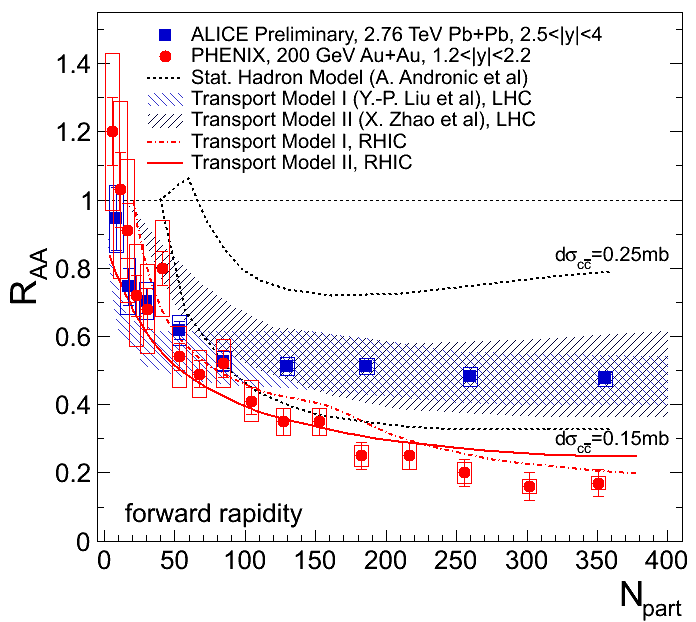 ALICE Preliminary, 2.76 TeV Pb+Pb, 2.5<|y|<4
PHENIX, 200 GeV Au+Au, 1.2<|y|<2.2
Stat. Hadron Model (A. Andronic et al)
Transport Model I (Y.-P. Liu et al), LHC
Transport Model II (X. Zhao et al), LHC
Transport Model I, RHIC
Transport Model II, RHIC
1.4
1.2
1
0.8
0.6
0.4
0.2
0
R_AA
dσ_cc̄=0.25mb
dσ_cc̄=0.15mb
forward rapidity
0 50 100 150 200 250 300 350 400
N_part